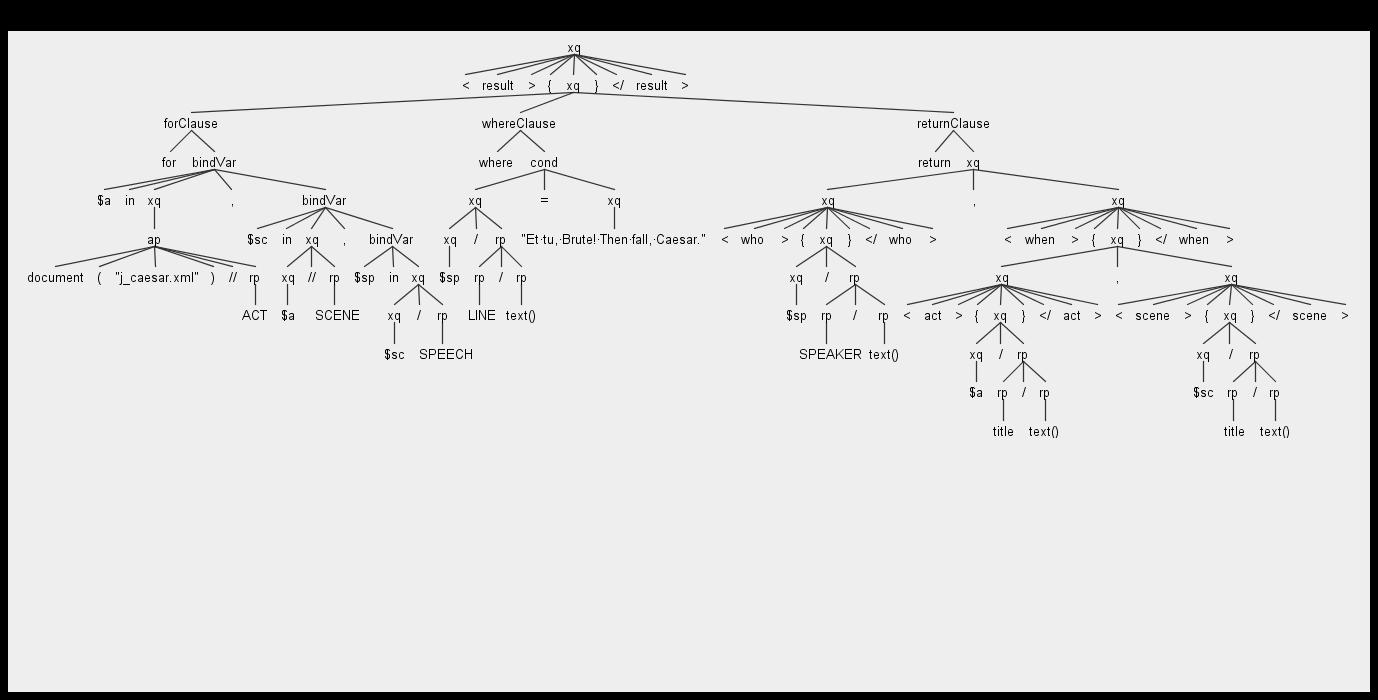 xq
< result > { xq } </ result >
forClause whereClause returnClause
for bindVar where cond return xq
$a in xq , bindVar xq = xq xq , xq
ap $sc in xq , bindVar xq / rp "Et·tu,·Brute!·Then·fall,·Caesar." < who > { xq } </ who > < when > { xq } </ when >
document ( "j_caesar.xml" ) // rp xq // rp $sp in xq $sp rp / rp xq / rp xq , xq
ACT $a SCENE xq / rp LINE text() $sp rp / rp < act > { xq } </ act > < scene > { xq } </ scene >
$sc SPEECH SPEAKER text() xq / rp xq / rp
$a rp / rp $sc rp / rp
title text() title text()